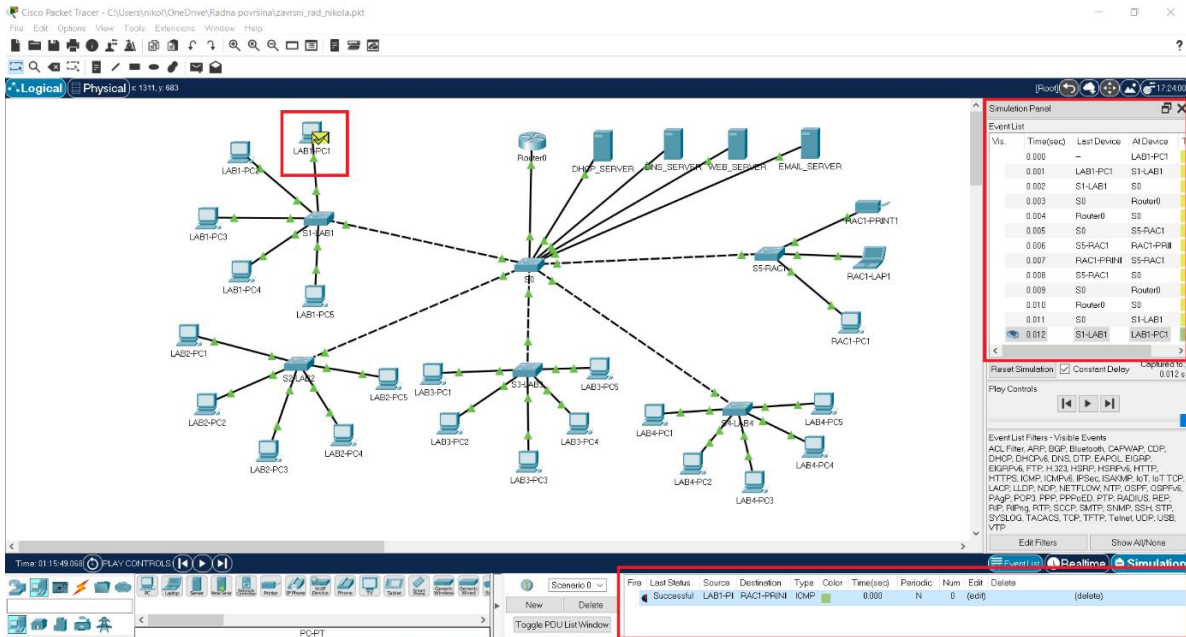 Cisco Packet Tracer - C:\Users\nikol\OneDrive\Radna površina\zavrsni_rad_nikola.pkt
File Edit Options View Tools Extensions Window Help
?
Logical Physical x: 1311, y: 683
[Root] 17:24:00
LAB1-PC1
LAB1-PC3
LAB1-PC4
LAB1-PC5
S1-LAB1
Router0
DHCP_SERVER
DNS_SERVER
WEB_SERVER
EMAIL_SERVER
RAC1-PRINT1
S5-RAC1
RAC1-LAP1
RAC1-PC1
S0
LAB2-PC1
S2-LAB2
LAB2-PC5
LAB2-PC2
LAB2-PC3
LAB2-PC4
LAB3-PC1
S3-LAB3
LAB3-PC5
LAB3-PC2
LAB3-PC4
LAB3-PC3
LAB4-PC1
S4-LAB4
LAB4-PC5
LAB4-PC4
LAB4-PC2
LAB4-PC3
Simulation Panel
Event List
Vis. Time(sec) Last Device At Device T
0.000 – LAB1-PC1
0.001 LAB1-PC1 S1-LAB1
0.002 S1-LAB1 S0
0.003 S0 Router0
0.004 Router0 S0
0.005 S0 S5-RAC1
0.006 S5-RAC1 RAC1-PRII
0.007 RAC1-PRINI S5-RAC1
0.008 S5-RAC1 S0
0.009 S0 Router0
0.010 Router0 S0
0.011 S0 S1-LAB1
0.012 S1-LAB1 LAB1-PC1
Reset Simulation Constant Delay Captured to:
0.012 s
Play Controls
Event List Filters - Visible Events
ACL Filter, ARP, BGP, Bluetooth, CAPWAP, CDP,
DHCP, DHCPv6, DNS, DTP, EAPOL, EIGRP,
EIGRPv6, FTP, H.323, HSRP, HSRPv6, HTTP,
HTTPS, ICMP, ICMPv6, IPSec, ISAKMP, IoT, IoT TCP,
LACP, LLDP, NDP, NETFLOW, NTP, OSPF, OSPFv6,
PAgP, POP3, PPP, PPPoED, PTP, RADIUS, REP,
RIP, RIPng, RTP, SCCP, SMTP, SNMP, SSH, STP,
SYSLOG, TACACS, TCP, TFTP, Telnet, UDP, USB,
VTP
Edit Filters Show All/None
Time: 01:15:49.068 PLAY CONTROLS:
Event List Realtime Simulation
Scenario 0
New Delete
Toggle PDU List Window
PC-PT
Fire Last Status Source Destination Type Color Time(sec) Periodic Num Edit Delete
Successful LAB1-PI RAC1-PRINI ICMP 0.000 N 0 (edit) (delete)